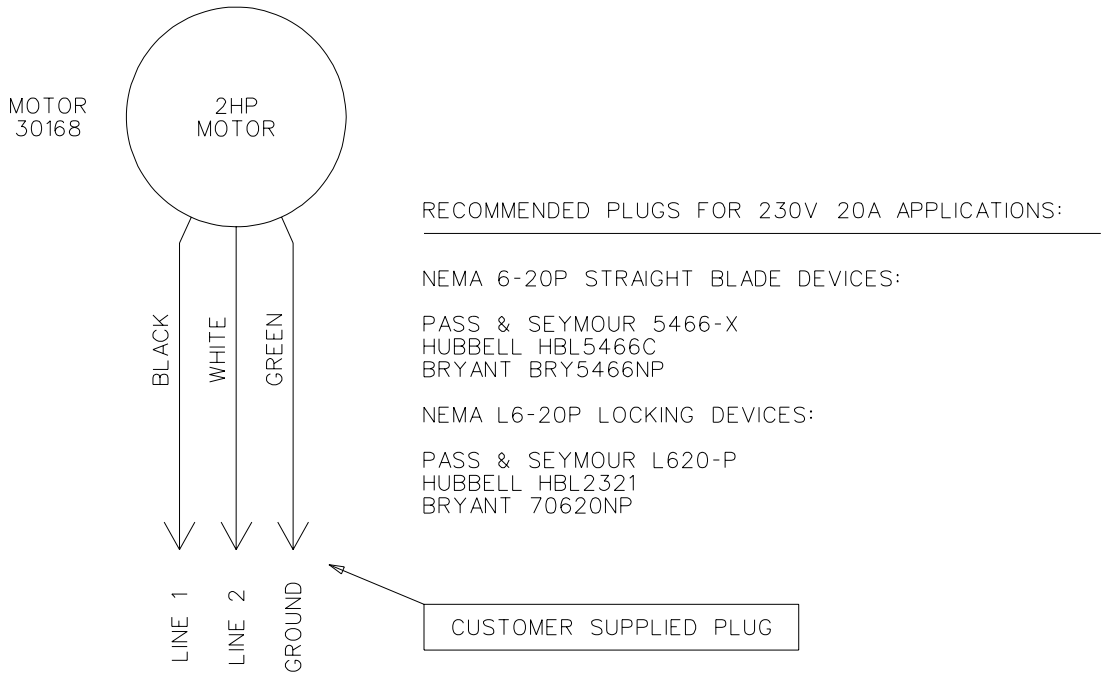 MOTOR
30168
2HP
MOTOR
RECOMMENDED PLUGS FOR 230V 20A APPLICATIONS:
NEMA 6-20P STRAIGHT BLADE DEVICES:
PASS & SEYMOUR 5466-X
HUBBELL HBL5466C
BRYANT BRY5466NP
NEMA L6-20P LOCKING DEVICES:
PASS & SEYMOUR L620-P
HUBBELL HBL2321
BRYANT 70620NP
BLACK
WHITE
GREEN
LINE 1
LINE 2
GROUND
CUSTOMER SUPPLIED PLUG